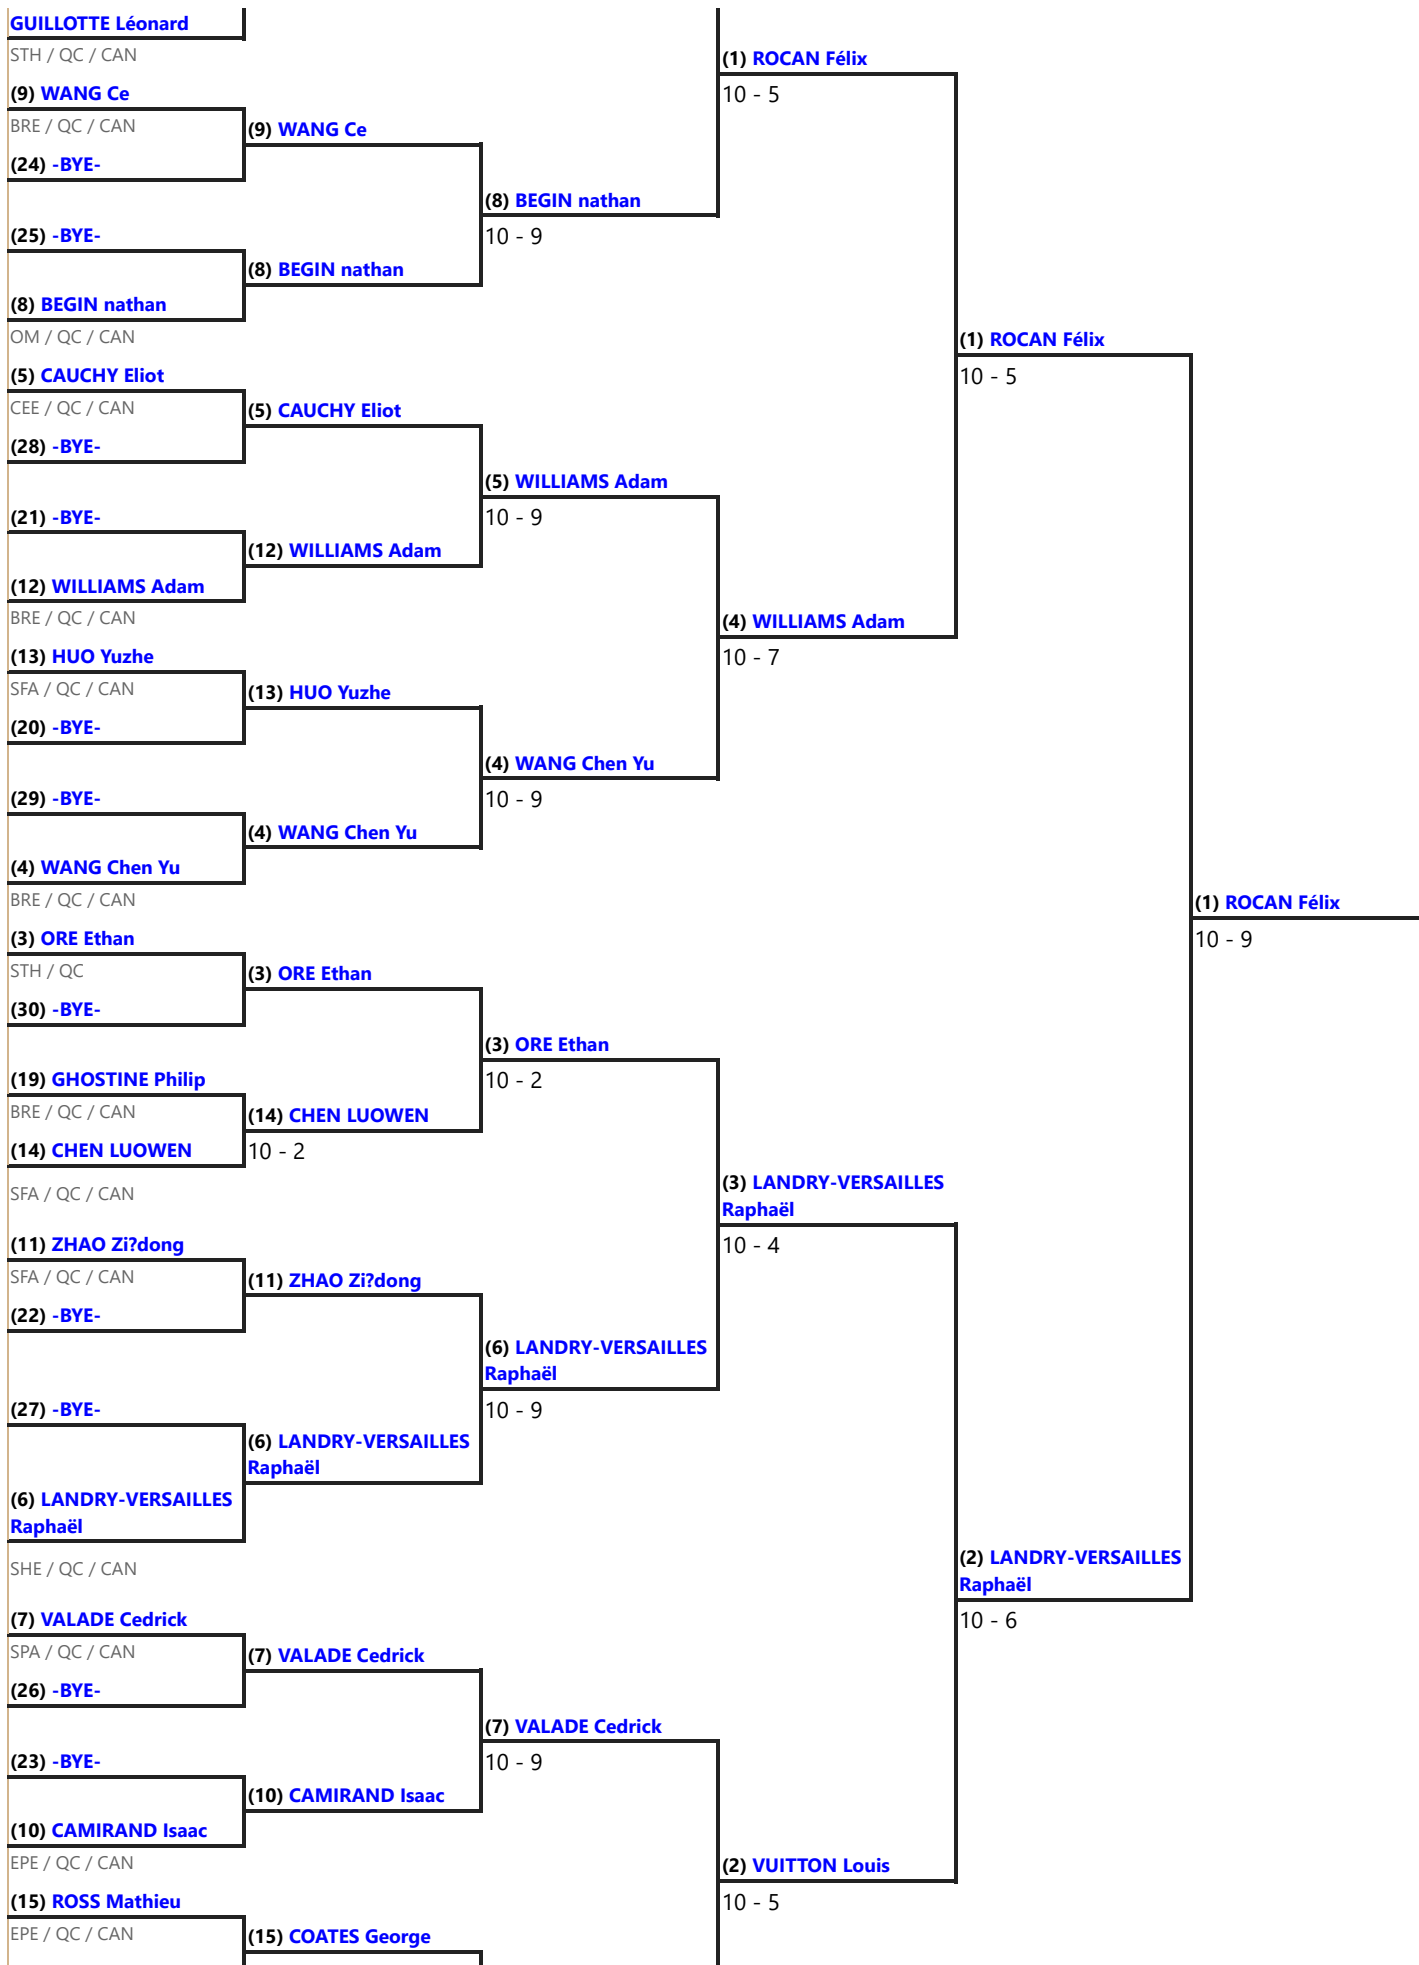 GUILLOTTE Léonard
STH / QC / CAN
(1) ROCAN Félix
(9) WANG Ce
10 - 5
BRE / QC / CAN
(9) WANG Ce
(24) -BYE-
(8) BEGIN nathan
(25) -BYE-
10 - 9
(8) BEGIN nathan
(8) BEGIN nathan
OM / QC / CAN
(1) ROCAN Félix
(5) CAUCHY Eliot
10 - 5
CEE / QC / CAN
(5) CAUCHY Eliot
(28) -BYE-
(5) WILLIAMS Adam
(21) -BYE-
10 - 9
(12) WILLIAMS Adam
(12) WILLIAMS Adam
BRE / QC / CAN
(4) WILLIAMS Adam
(13) HUO Yuzhe
10 - 7
SFA / QC / CAN
(13) HUO Yuzhe
(20) -BYE-
(4) WANG Chen Yu
(29) -BYE-
10 - 9
(4) WANG Chen Yu
(4) WANG Chen Yu
BRE / QC / CAN
(1) ROCAN Félix
(3) ORE Ethan
10 - 9
STH / QC
(3) ORE Ethan
(30) -BYE-
(3) ORE Ethan
(19) GHOSTINE Philip
10 - 2
BRE / QC / CAN
(14) CHEN LUOWEN
(14) CHEN LUOWEN
10 - 2
(3) LANDRY-VERSAILLES
SFA / QC / CAN
Raphaël
(11) ZHAO Zi?dong
10 - 4
SFA / QC / CAN
(11) ZHAO Zi?dong
(22) -BYE-
(6) LANDRY-VERSAILLES
Raphaël
(27) -BYE-
10 - 9
(6) LANDRY-VERSAILLES
Raphaël
(6) LANDRY-VERSAILLES
Raphaël
SHE / QC / CAN
(2) LANDRY-VERSAILLES
Raphaël
(7) VALADE Cedrick
10 - 6
SPA / QC / CAN
(7) VALADE Cedrick
(26) -BYE-
(7) VALADE Cedrick
(23) -BYE-
10 - 9
(10) CAMIRAND Isaac
(10) CAMIRAND Isaac
EPE / QC / CAN
(2) VUITTON Louis
(15) ROSS Mathieu
10 - 5
EPE / QC / CAN
(15) COATES George